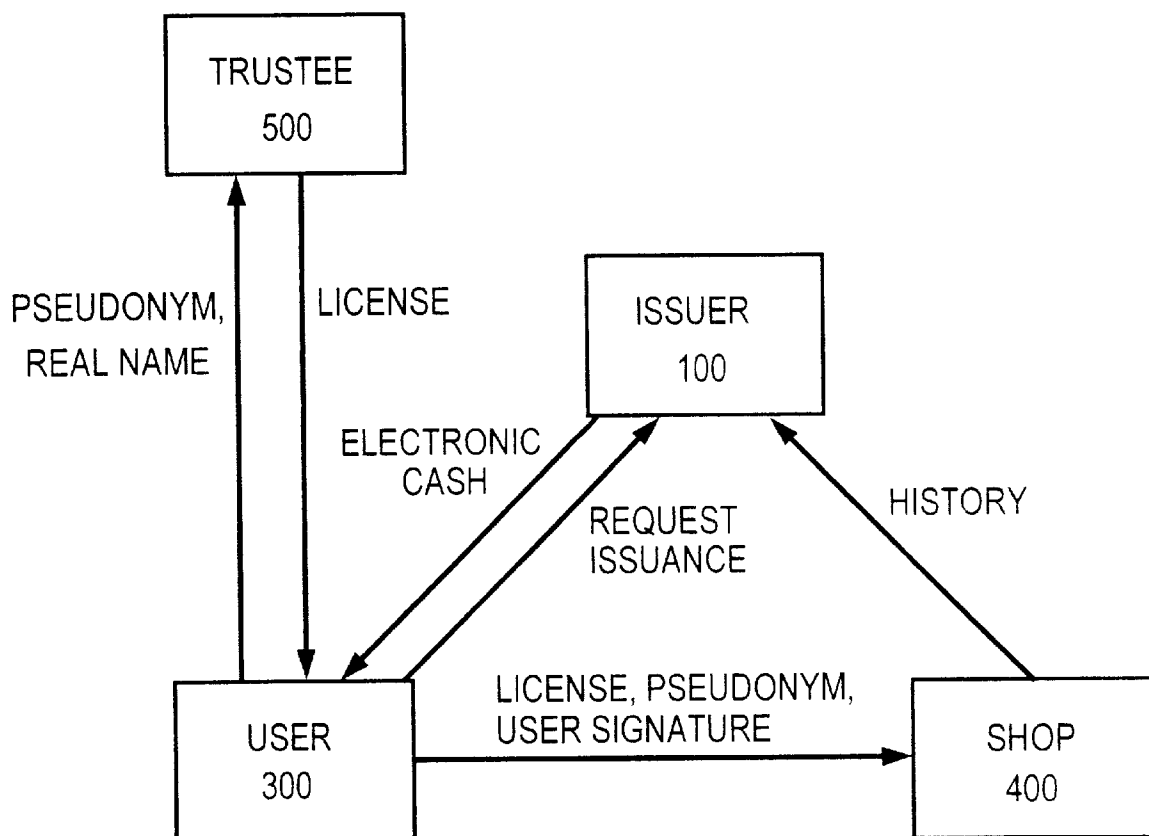 TRUSTEE
500
PSEUDONYM,
REAL NAME
LICENSE
ISSUER
100
ELECTRONIC
CASH
REQUEST
ISSUANCE
HISTORY
USER
300
LICENSE, PSEUDONYM,
USER SIGNATURE
SHOP
400